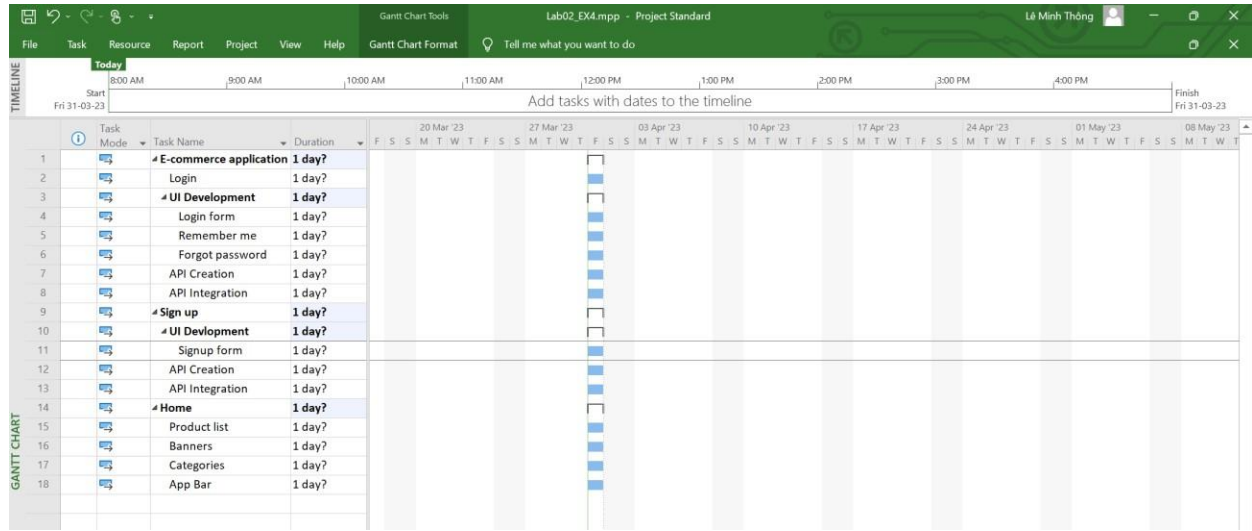 Gantt Chart Tools
Lab02_EX4.mpp - Project Standard
Lê Minh Thông
File Task Resource Report Project View Help Gantt Chart Format Tell me what you want to do
TIMELINE
Today
8:00 AM 9:00 AM 10:00 AM 11:00 AM 12:00 PM 1:00 PM 2:00 PM 3:00 PM 4:00 PM
Start
Fri 31-03-23
Add tasks with dates to the timeline
Finish
Fri 31-03-23
Task Mode Task Name Duration
20 Mar '23 27 Mar '23 03 Apr '23 10 Apr '23 17 Apr '23 24 Apr '23 01 May '23 08 May '23
F S S M T W T F S S M T W T F S S M T W T F S S M T W T F S S M T W T F S S M T W T F S S M T W T F S S M T W T
1 E-commerce application 1 day?
2 Login 1 day?
3 UI Development 1 day?
4 Login form 1 day?
5 Remember me 1 day?
6 Forgot password 1 day?
7 API Creation 1 day?
8 API Integration 1 day?
9 Sign up 1 day?
10 UI Devlopment 1 day?
11 Signup form 1 day?
12 API Creation 1 day?
13 API Integration 1 day?
14 Home 1 day?
15 Product list 1 day?
16 Banners 1 day?
17 Categories 1 day?
18 App Bar 1 day?
GANTT CHART